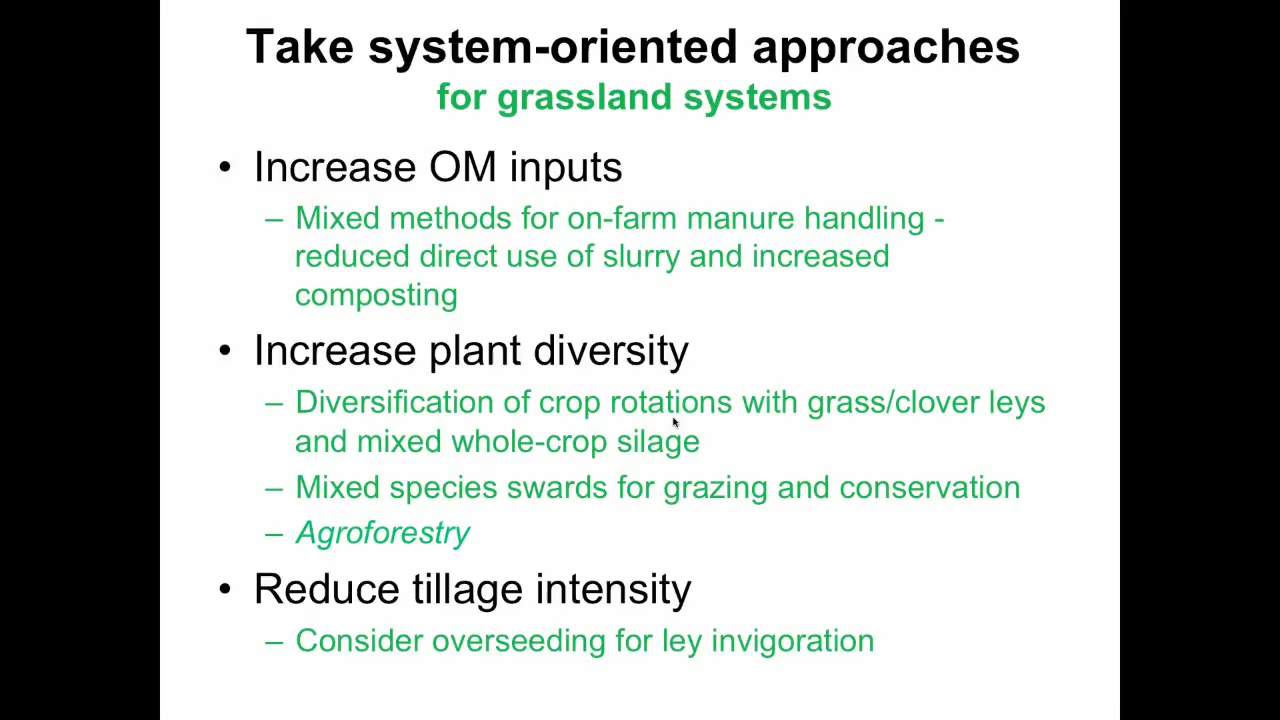 Take system-oriented approaches
for grassland systems
• Increase OM inputs
– Mixed methods for on-farm manure handling -
reduced direct use of slurry and increased
composting
• Increase plant diversity
– Diversification of crop rotations with grass/clover leys
and mixed whole-crop silage
– Mixed species swards for grazing and conservation
– Agroforestry
• Reduce tillage intensity
– Consider overseeding for ley invigoration